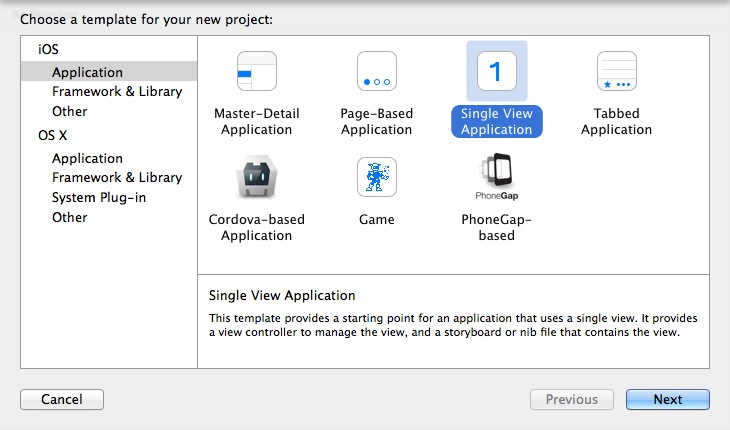 Choose a template for your new project:
iOS
Application
Framework & Library
Other
OS X
Application
Framework & Library
System Plug-in
Other
Master-Detail
Application
Page-Based
Application
1
Single View
Application
Tabbed
Application
Cordova-based
Application
Game
PhoneGap
PhoneGap-
based
Single View Application
This template provides a starting point for an application that uses a single view. It provides
a view controller to manage the view, and a storyboard or nib file that contains the view.
Cancel
Previous
Next